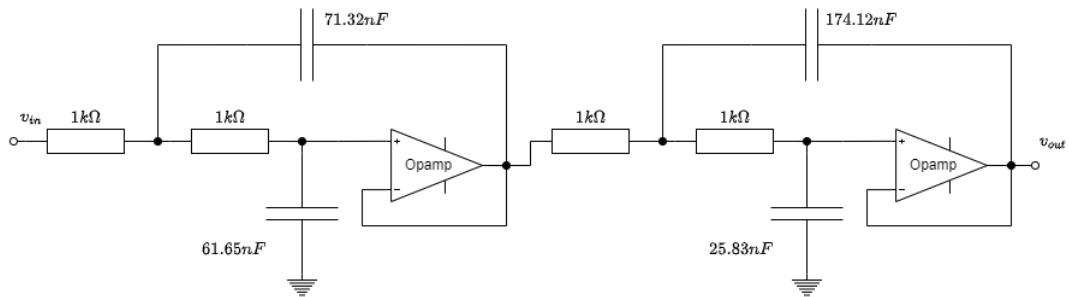 71.32nF
174.12nF
v_in
1kΩ
1kΩ
1kΩ
1kΩ
v_out
+
Opamp
−
+
Opamp
−
61.65nF
25.83nF